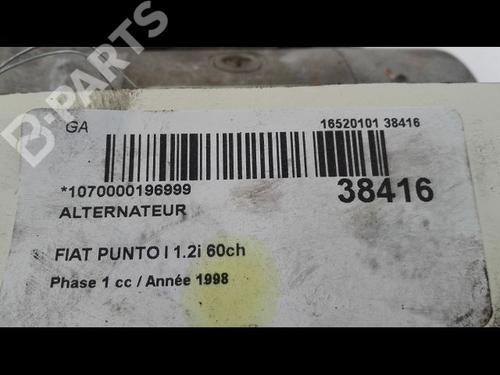 B-PARTS
GA
16520101 38416
*1070000196999
38416
ALTERNATEUR
FIAT PUNTO I 1.2i 60ch
Phase 1 cc / Année 1998